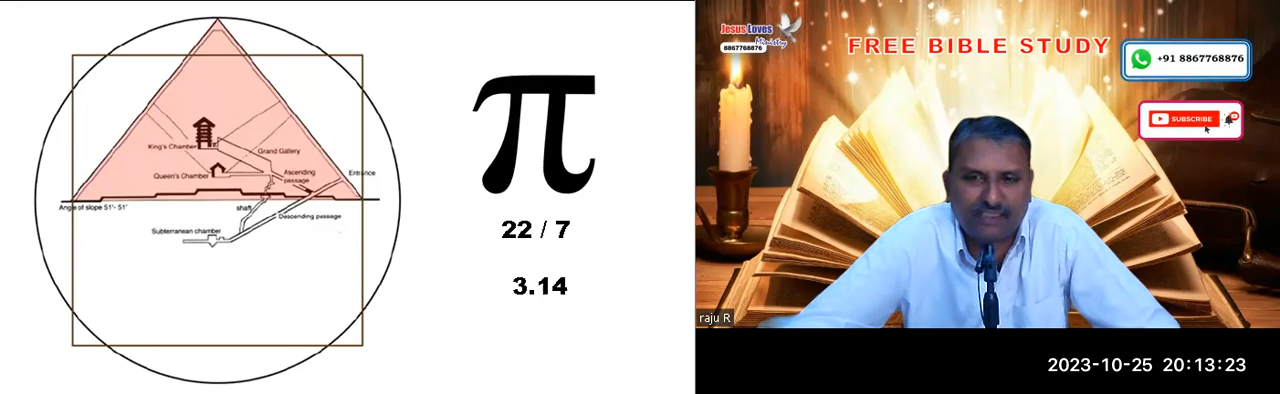 King's Chamber
Grand Gallery
Queen's Chamber
Ascending
passage
Entrance
Angle of slope 51'- 51'
shaft
Descending passage
Subterranean chamber
π
22 / 7
3.14
Jesus Loves
Ministry
8867768876
FREE BIBLE STUDY
+91 8867768876
SUBSCRIBE
raju R
2023-10-25 20:13:23